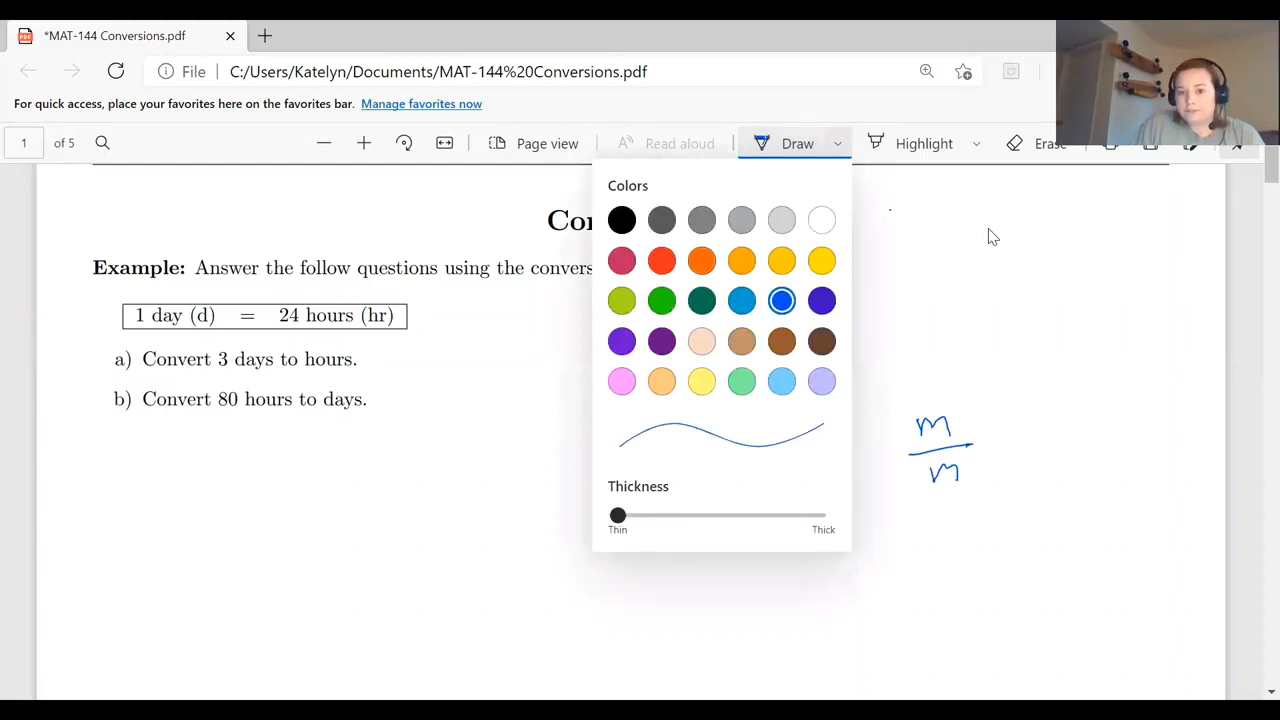 *MAT-144 Conversions.pdf
File
C:/Users/Katelyn/Documents/MAT-144%20Conversions.pdf
For quick access, place your favorites here on the favorites bar. Manage favorites now
1 of 5
Page view
Read aloud
Draw
Highlight
Erase
Colors
Con
Example: Answer the follow questions using the convers
1 day (d) = 24 hours (hr)
a) Convert 3 days to hours.
b) Convert 80 hours to days.
m
m
Thickness
Thin
Thick